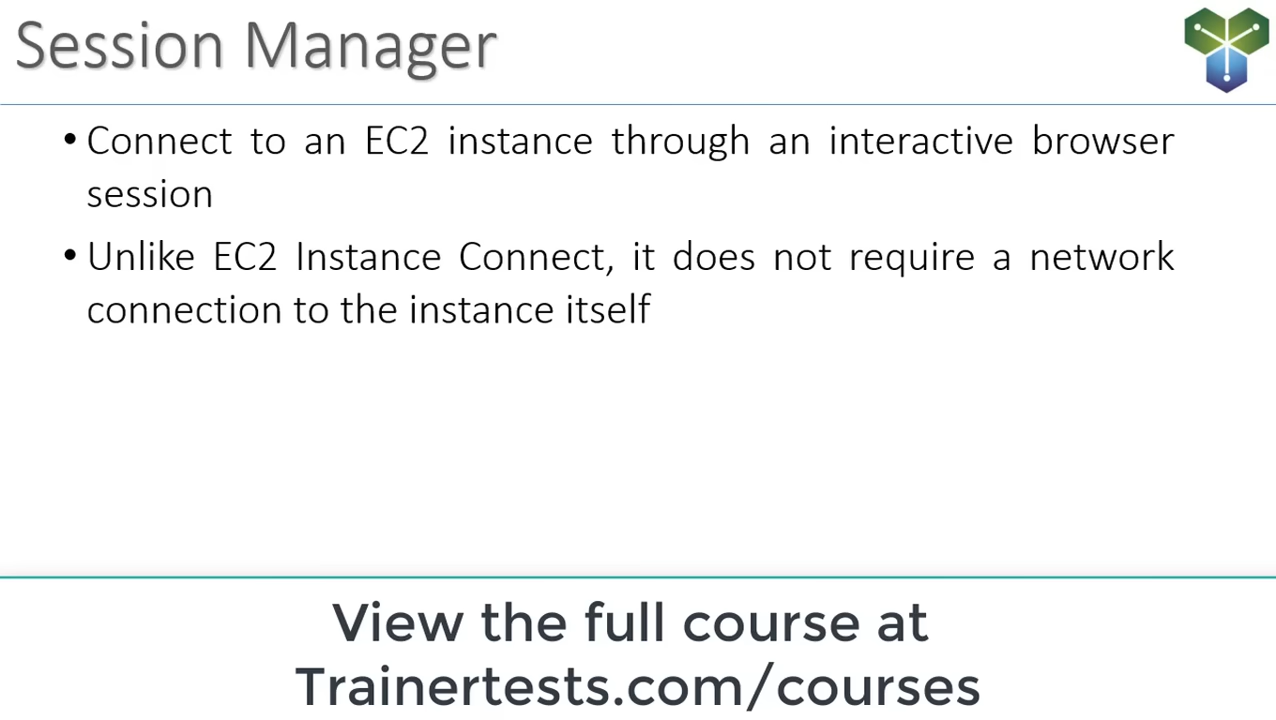 Session Manager
• Connect to an EC2 instance through an interactive browser
session
• Unlike EC2 Instance Connect, it does not require a network
connection to the instance itself
View the full course at
Trainertests.com/courses